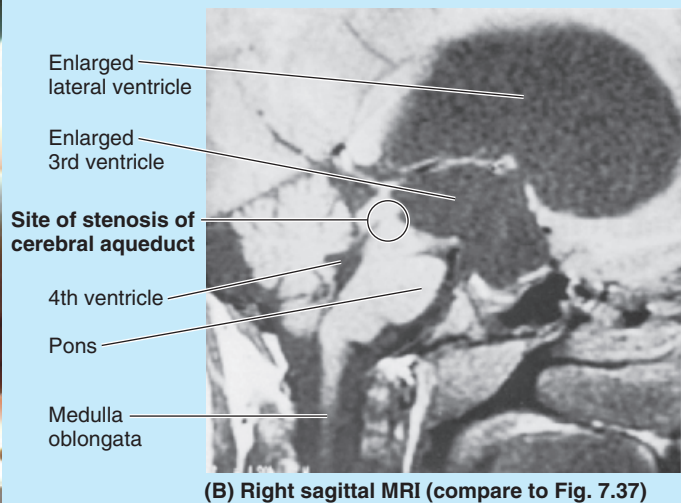 Enlarged
lateral ventricle
Enlarged
3rd ventricle
Site of stenosis of
cerebral aqueduct
4th ventricle
Pons
Medulla
oblongata
(B) Right sagittal MRI (compare to Fig. 7.37)